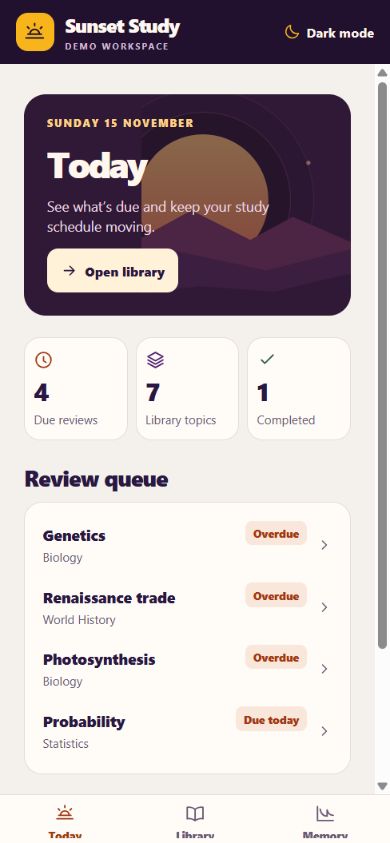 Sunset Study
DEMO WORKSPACE
Dark mode
SUNDAY 15 NOVEMBER
Today
See what's due and keep your study
schedule moving.
Open library
4
Due reviews
7
Library topics
1
Completed
Review queue
Genetics
Overdue
Biology
Renaissance trade
Overdue
World History
Photosynthesis
Overdue
Biology
Probability
Due today
Statistics
Today
Library
Memory